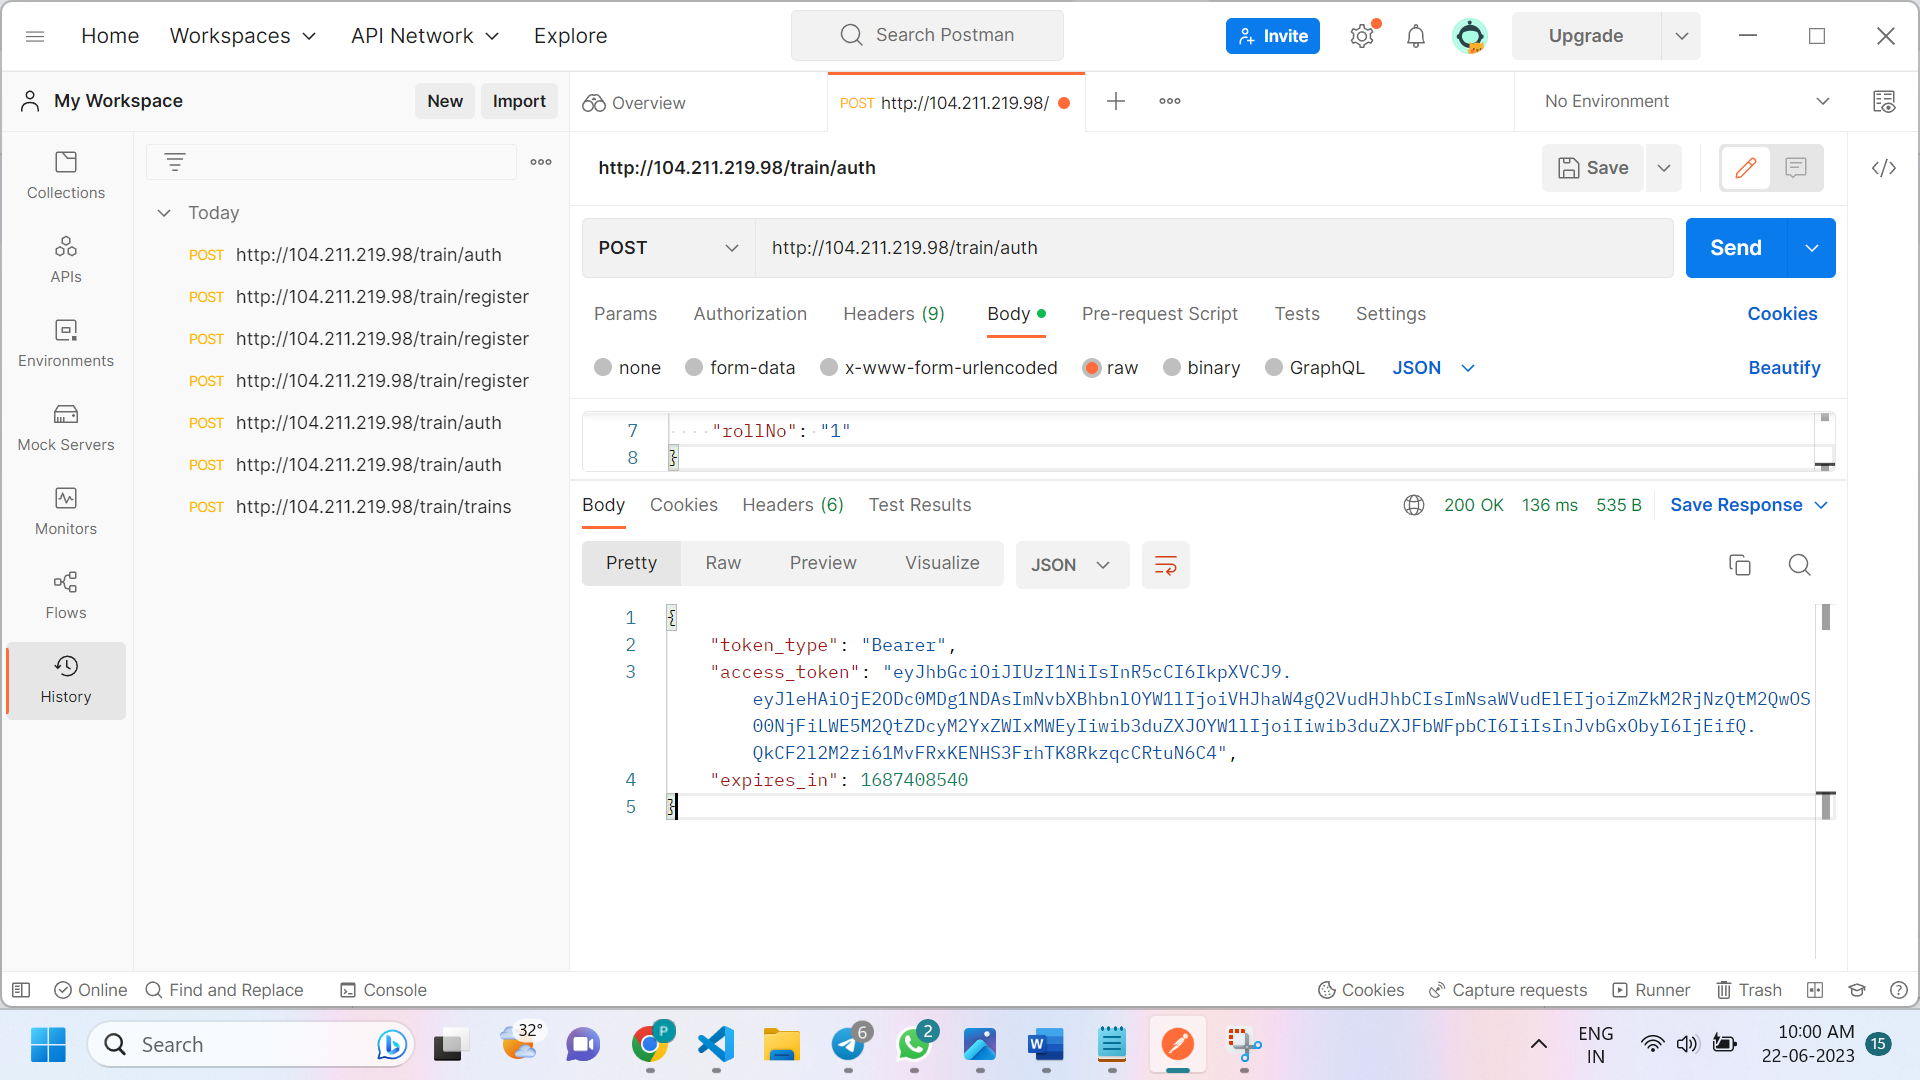 Home
Workspaces
API Network
Explore
Search Postman
Invite
Upgrade
My Workspace
New
Import
Overview
POST http://104.211.219.98/
No Environment
Collections
APIs
Environments
Mock Servers
Monitors
Flows
History
Today
POST http://104.211.219.98/train/auth
POST http://104.211.219.98/train/register
POST http://104.211.219.98/train/register
POST http://104.211.219.98/train/register
POST http://104.211.219.98/train/auth
POST http://104.211.219.98/train/auth
POST http://104.211.219.98/train/trains
http://104.211.219.98/train/auth
Save
POST
http://104.211.219.98/train/auth
Send
Params Authorization Headers (9) Body Pre-request Script Tests Settings Cookies
none form-data x-www-form-urlencoded raw binary GraphQL JSON Beautify
7 "rollNo": "1"
8 }
Body Cookies Headers (6) Test Results 200 OK 136 ms 535 B Save Response
Pretty Raw Preview Visualize JSON
1 {
2 "token_type": "Bearer",
3 "access_token": "eyJhbGciOiJIUzI1NiIsInR5cCI6IkpXVCJ9.
eyJleHAiOjE2ODc0MDg1NDAsImNvbXBhbnlOYW1lIjoiVHJhaW4gQ2VudHJhbCIsImNsaWVudElEIjoiZmZkM2RjNzQtM2QwOS
00NjFiLWE5M2QtZDcyM2YxZWIxMWEyIiwib3duZXJOYW1lIjoiIiwib3duZXJFbWFpbCI6IiIsInJvbGxObyI6IjEifQ.
QkCF2l2M2zi61MvFRxKENHS3FrhTK8RkzqcCRtuN6C4",
4 "expires_in": 1687408540
5 }
Online
Find and Replace
Console
Cookies
Capture requests
Runner
Trash
Search
32°
P
6
2
ENG
IN
10:00 AM
22-06-2023
15